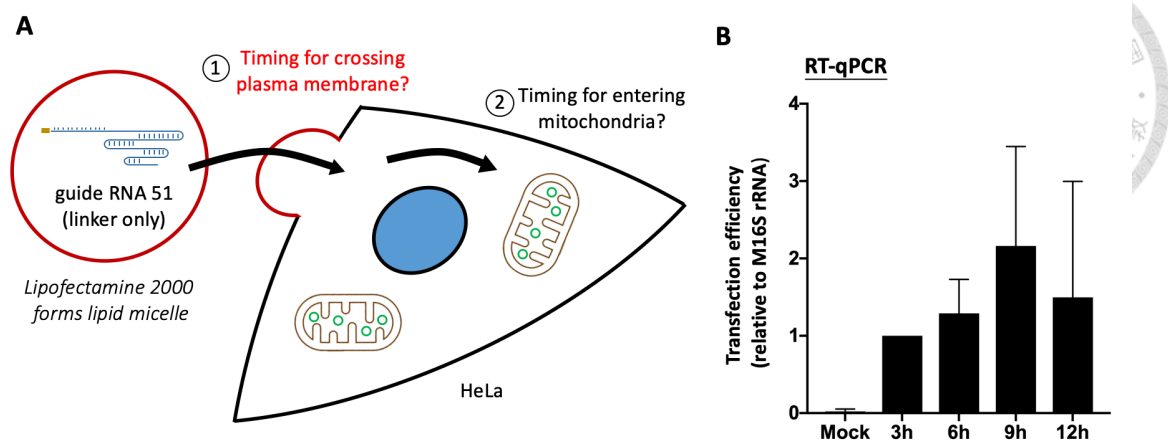 A
① Timing for crossing
plasma membrane?
② Timing for entering
mitochondria?
guide RNA 51
(linker only)
Lipofectamine 2000
forms lipid micelle
HeLa
B
RT-qPCR
Transfection efficiency
(relative to M16S rRNA)
4
3
2
1
0
Mock 3h 6h 9h 12h